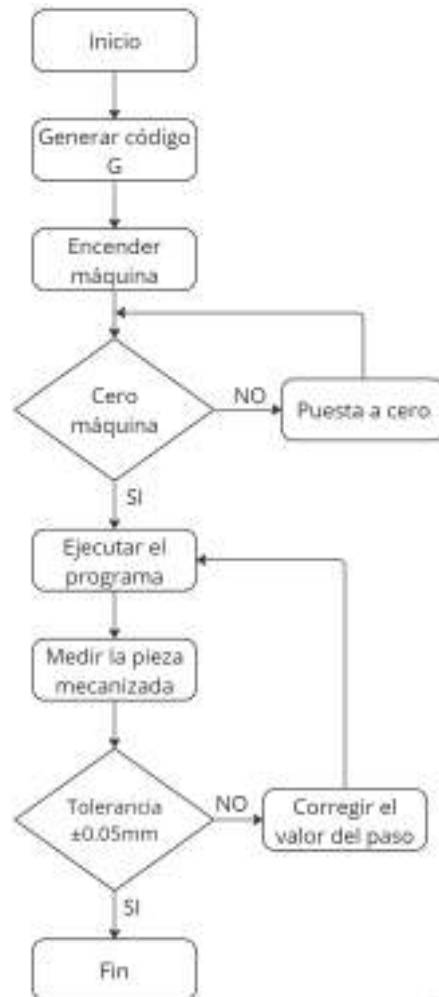 Inicio
Generar código
G
Encender
máquina
Cero
máquina
NO
Puesta a cero
SI
Ejecutar el
programa
Medir la pieza
mecanizada
Tolerancia
±0.05mm
NO
Corregir el
valor del paso
SI
Fin